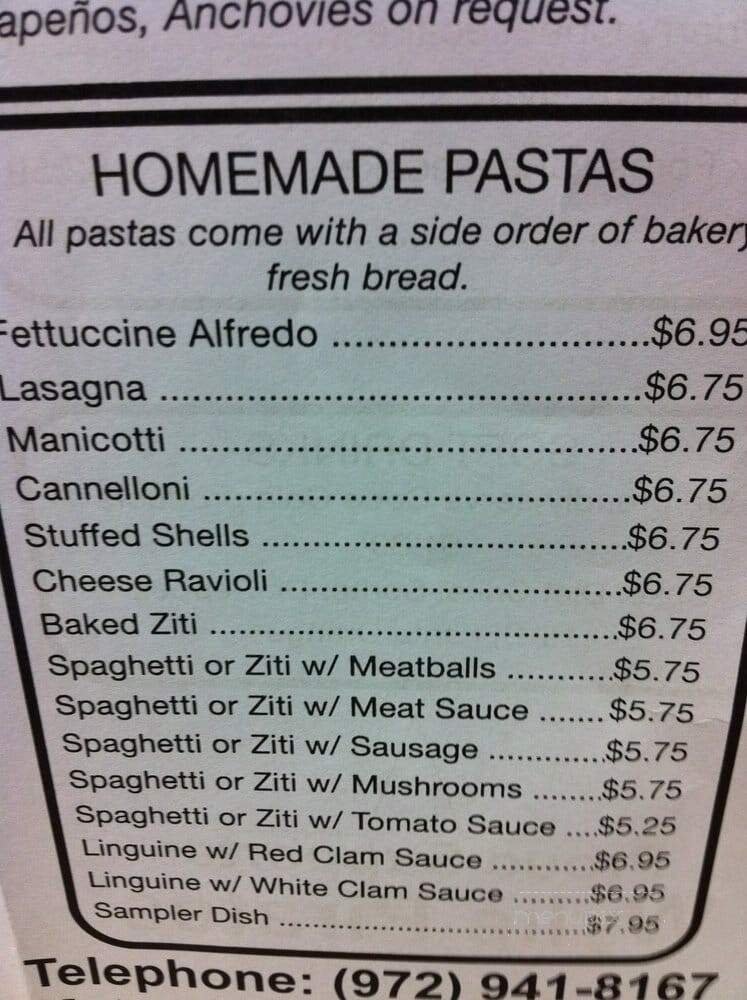 apeños, Anchovies on request.
HOMEMADE PASTAS
All pastas come with a side order of bakery
fresh bread.
Fettuccine Alfredo ............................$6.95
Lasagna ...........................................$6.75
Manicotti .........................................$6.75
Cannelloni ......................................$6.75
Stuffed Shells .................................$6.75
Cheese Ravioli ...............................$6.75
Baked Ziti ......................................$6.75
Spaghetti or Ziti w/ Meatballs ...........$5.75
Spaghetti or Ziti w/ Meat Sauce .......$5.75
Spaghetti or Ziti w/ Sausage ............$5.75
Spaghetti or Ziti w/ Mushrooms ........$5.75
Spaghetti or Ziti w/ Tomato Sauce ....$5.25
Linguine w/ Red Clam Sauce ............$6.95
Linguine w/ White Clam Sauce .........$6.95
Sampler Dish ....................................$7.95
Telephone: (972) 941-8167